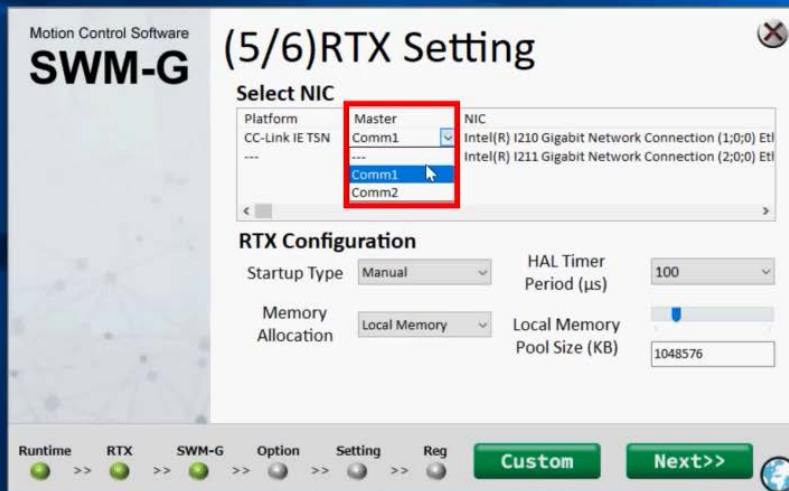 Motion Control Software
SWM-G
(5/6)RTX Setting
Select NIC
Platform Master NIC
CC-Link IE TSN Comm1 Intel(R) I210 Gigabit Network Connection (1;0;0) Eth
--- --- Intel(R) I211 Gigabit Network Connection (2;0;0) Eth
Comm1
Comm2
RTX Configuration
Startup Type Manual HAL Timer Period (μs) 100
Memory Allocation Local Memory Local Memory Pool Size (KB) 1048576
Runtime >> RTX >> SWM-G >> Option >> Setting >> Reg
Custom Next>>